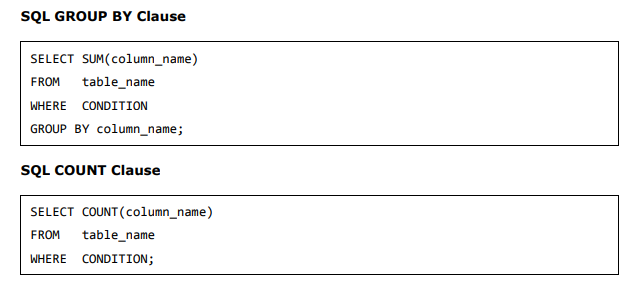 SQL GROUP BY Clause
SELECT SUM(column_name)
FROM   table_name
WHERE  CONDITION
GROUP BY column_name;
SQL COUNT Clause
SELECT COUNT(column_name)
FROM   table_name
WHERE  CONDITION;